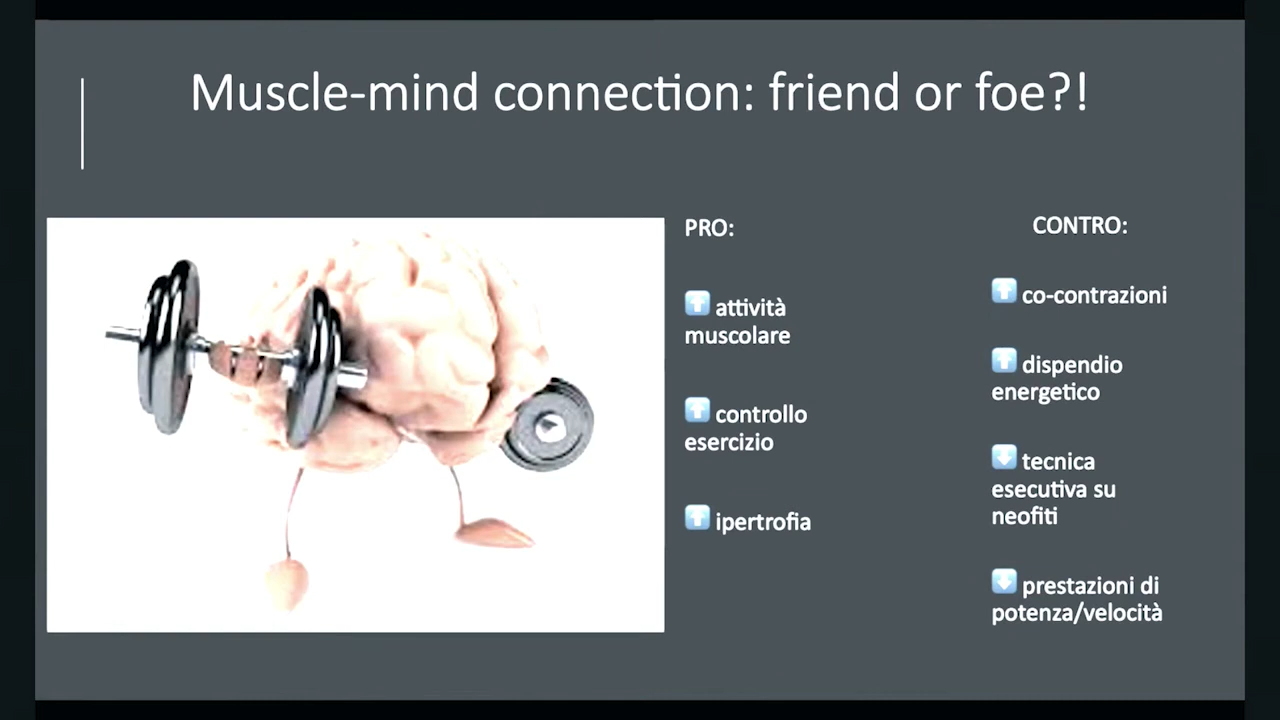 Muscle-mind connection: friend or foe?!
PRO:
⬆️ attività
muscolare
⬆️ controllo
esercizio
⬆️ ipertrofia
CONTRO:
⬆️ co-contrazioni
⬆️ dispendio
energetico
⬇️ tecnica
esecutiva su
neofiti
⬇️ prestazioni di
potenza/velocità